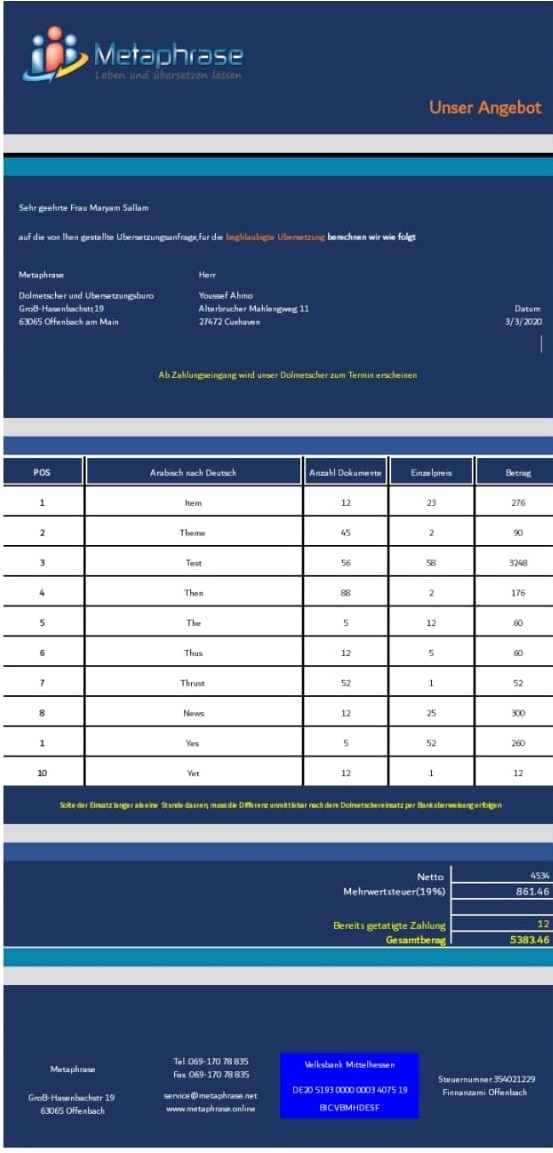 Metaphrase
Leben und übersetzen lassen
Unser Angebot
Sehr geehrte Frau Maryam Sallam
auf die von Ihen gestellte Ubersetzungsanfrage,fur die beghlaubigte Ubersetzung berechnen wir wie folgt
Metaphrase Herr
Dolmetscher und Ubersetzungsburo Youssef Ahmo
GroB-Hasenbachstr,19 Alterbrucher Mahlengweg 11 Datum:
63065 Offenbach am Main 27472 Cuxhaven 3/3/2020
Ab Zahlungseingang wird unser Dolmetscher zum Termin erscheinen
POS Arabisch nach Deutsch Anzahl Dokumente Einzelpreis Betrag
1 Item 12 23 276
2 Theme 45 2 90
3 Test 56 58 3248
4 Then 88 2 176
5 The 5 12 60
6 Thus 12 5 60
7 Thrust 52 1 52
8 News 12 25 300
1 Yes 5 52 260
10 Yet 12 1 12
Solte der Einsatz langer als eine Stunde dauren, muss die Differenz unmittlebar nach dem Dolmetschereinsatz per Banksberweisung erfolgen
Netto 4534
Mehrwertsteuer(19%) 861.46
Bereits getatigte Zahlung 12
Gesamtberag 5383.46
Metaphrase
GroB-Hasenbachstr 19
63065 Offenbach
Tel :069-170 78 835
Fax :069-170 78 835
service@metaphrase.net
www.metaphrase.online
Velksbank Mittelhessen
DE20 5193 0000 0003 4075 19
BIC:VBMHDESF
Steuernumner:354021229
Finnanzami Offenbach